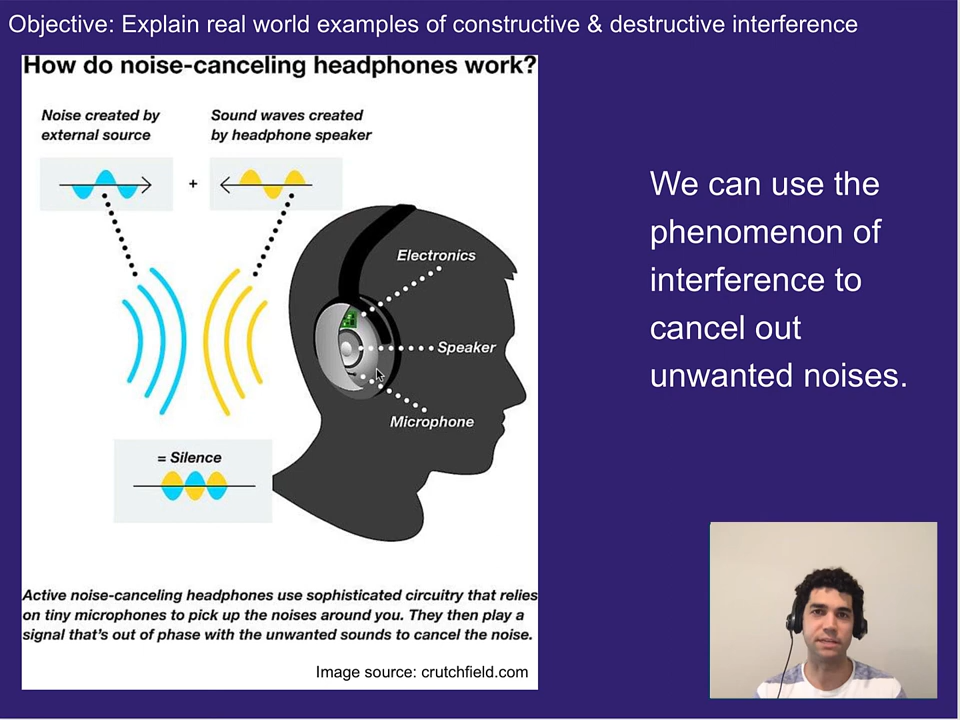 Objective: Explain real world examples of constructive & destructive interference
How do noise-canceling headphones work?
Noise created by
external source
Sound waves created
by headphone speaker
+
Electronics
Speaker
Microphone
= Silence
Active noise-canceling headphones use sophisticated circuitry that relies
on tiny microphones to pick up the noises around you. They then play a
signal that's out of phase with the unwanted sounds to cancel the noise.
Image source: crutchfield.com
We can use the
phenomenon of
interference to
cancel out
unwanted noises.